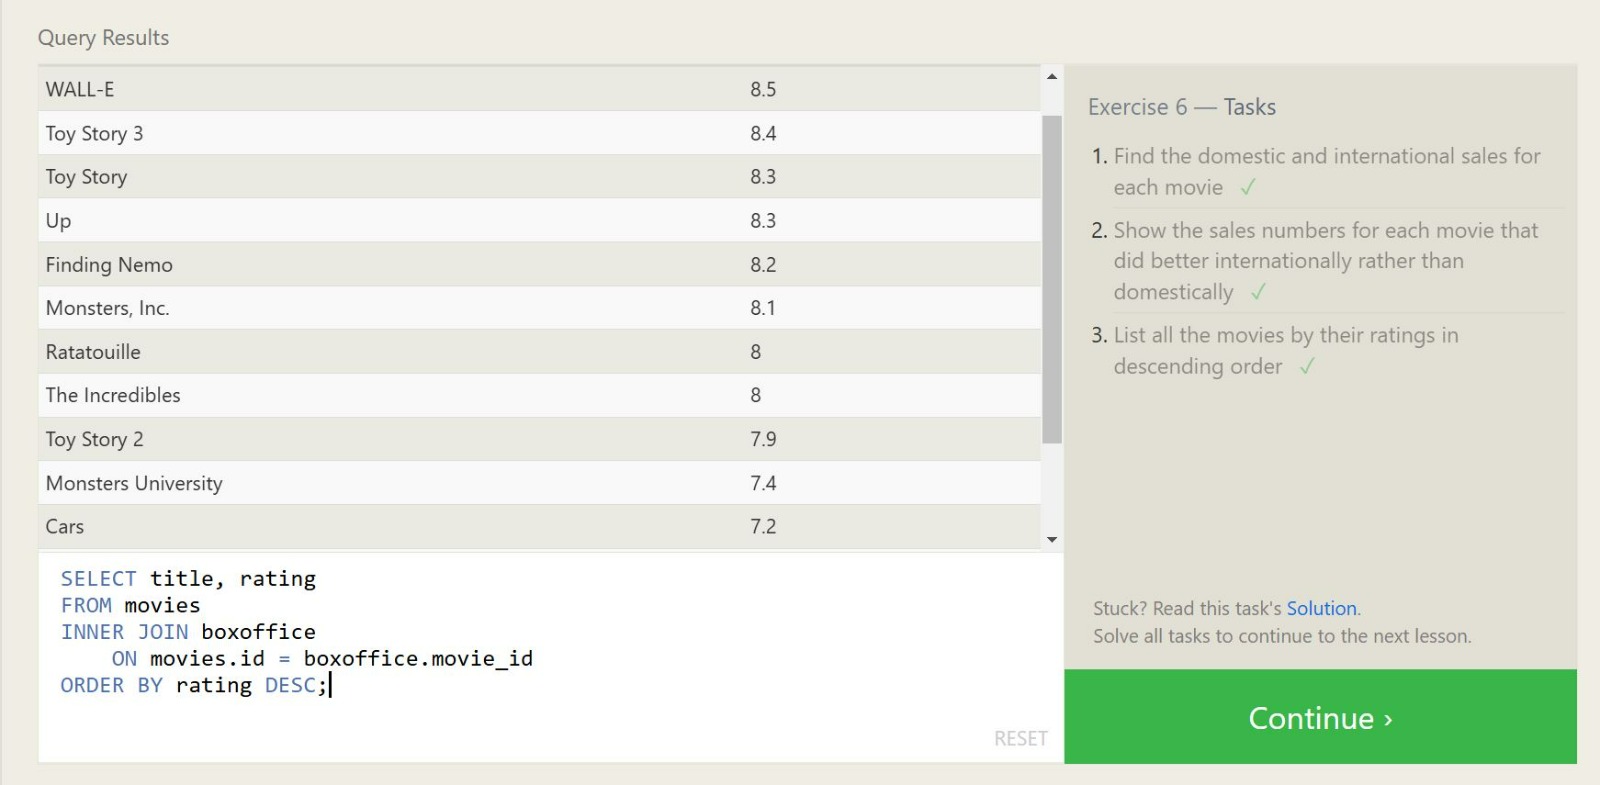 Query Results
WALL-E 8.5
Toy Story 3 8.4
Toy Story 8.3
Up 8.3
Finding Nemo 8.2
Monsters, Inc. 8.1
Ratatouille 8
The Incredibles 8
Toy Story 2 7.9
Monsters University 7.4
Cars 7.2
SELECT title, rating
FROM movies
INNER JOIN boxoffice
    ON movies.id = boxoffice.movie_id
ORDER BY rating DESC;
RESET
Exercise 6 — Tasks
1. Find the domestic and international sales for
each movie ✓
2. Show the sales numbers for each movie that
did better internationally rather than
domestically ✓
3. List all the movies by their ratings in
descending order ✓
Stuck? Read this task's Solution.
Solve all tasks to continue to the next lesson.
Continue ›